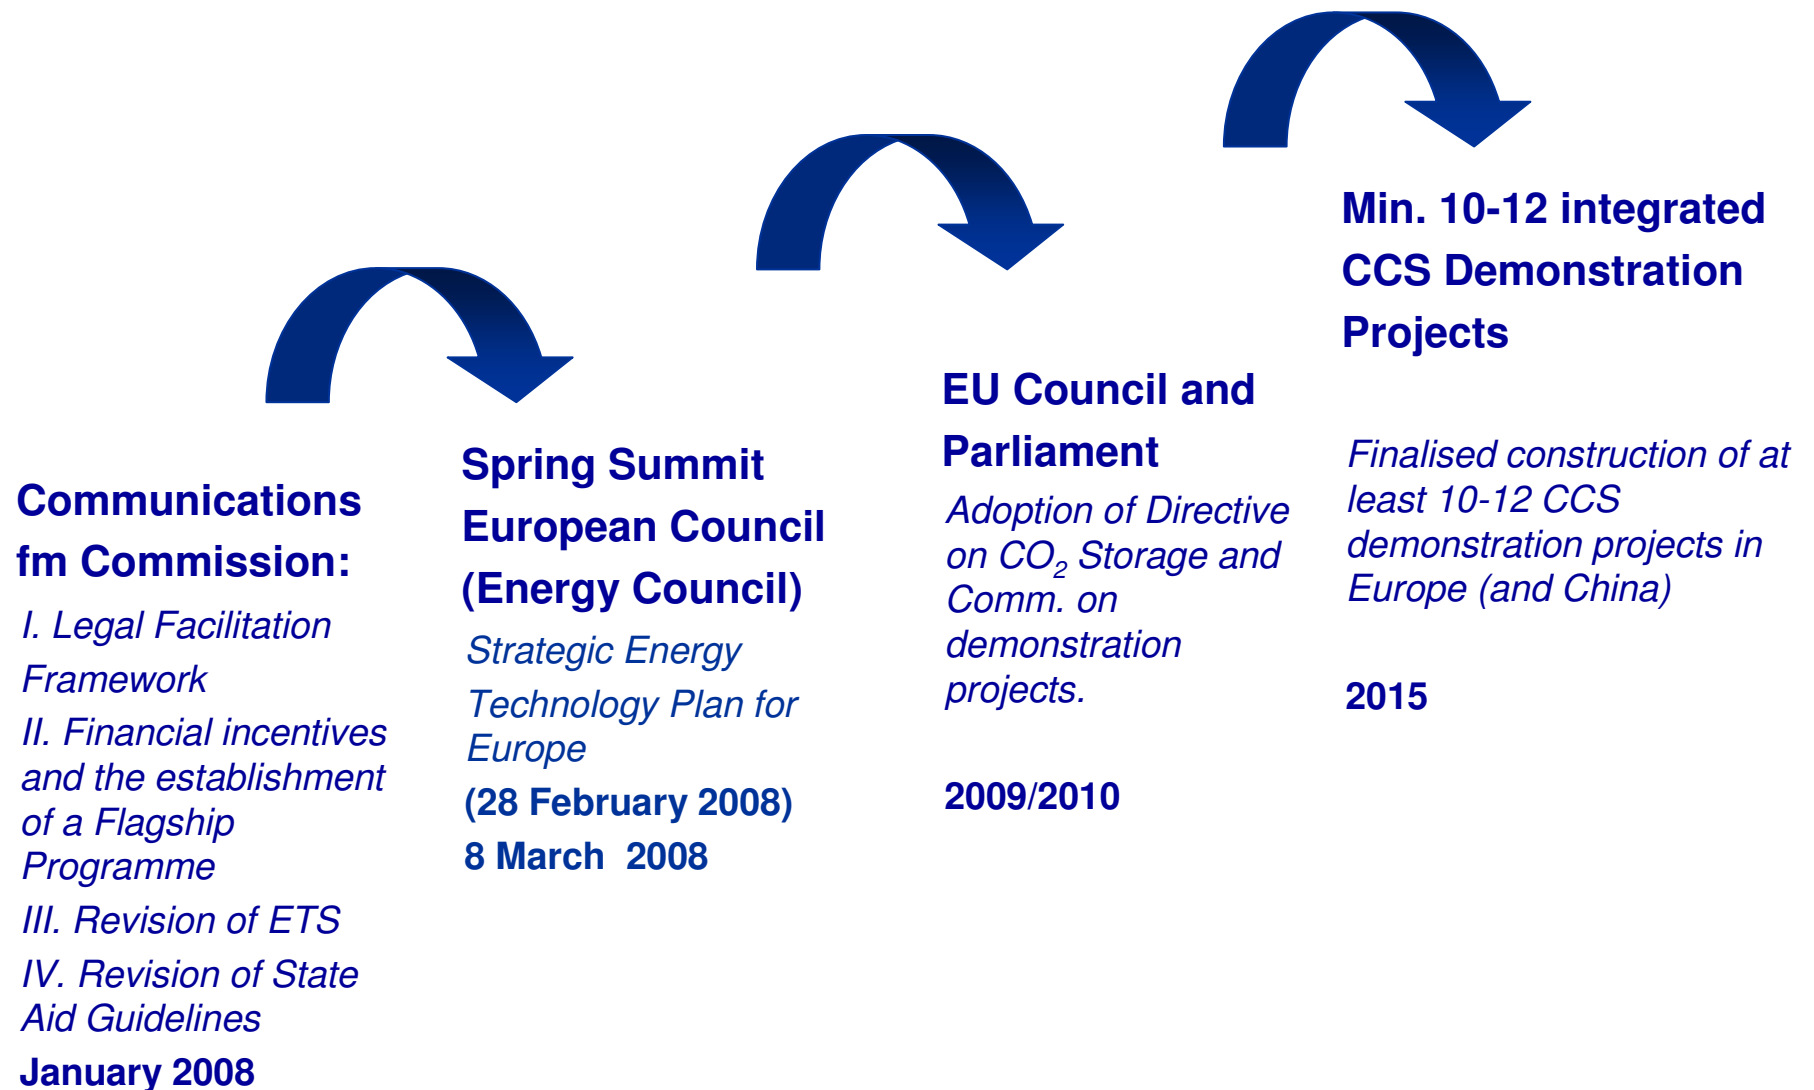 Communications
fm Commission:
I. Legal Facilitation
Framework
II. Financial incentives
and the establishment
of a Flagship
Programme
III. Revision of ETS
IV. Revision of State
Aid Guidelines
January 2008
Spring Summit
European Council
(Energy Council)
Strategic Energy
Technology Plan for
Europe
(28 February 2008)
8 March  2008
EU Council and
Parliament
Adoption of Directive
on CO₂ Storage and
Comm. on
demonstration
projects.
2009/2010
Min. 10-12 integrated
CCS Demonstration
Projects
Finalised construction of at
least 10-12 CCS
demonstration projects in
Europe (and China)
2015